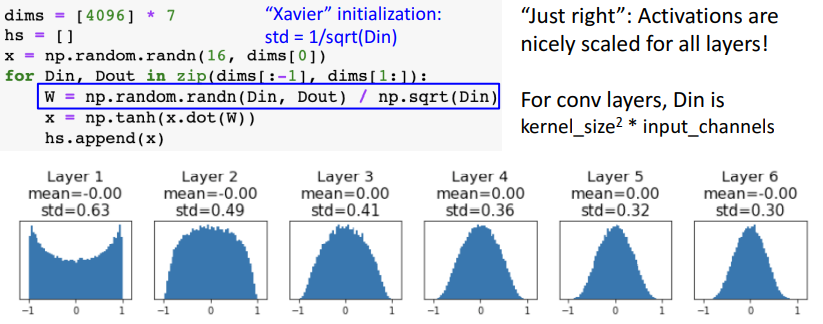 dims = [4096] * 7
hs = []
x = np.random.randn(16, dims[0])
for Din, Dout in zip(dims[:-1], dims[1:]):
    W = np.random.randn(Din, Dout) / np.sqrt(Din)
    x = np.tanh(x.dot(W))
    hs.append(x)
“Xavier” initialization:
std = 1/sqrt(Din)
“Just right”: Activations are
nicely scaled for all layers!
For conv layers, Din is
kernel_size² * input_channels
Layer 1
mean=-0.00
std=0.63
-1 0 1
Layer 2
mean=-0.00
std=0.49
-1 0 1
Layer 3
mean=0.00
std=0.41
-1 0 1
Layer 4
mean=0.00
std=0.36
-1 0 1
Layer 5
mean=0.00
std=0.32
-1 0 1
Layer 6
mean=-0.00
std=0.30
-1 0 1